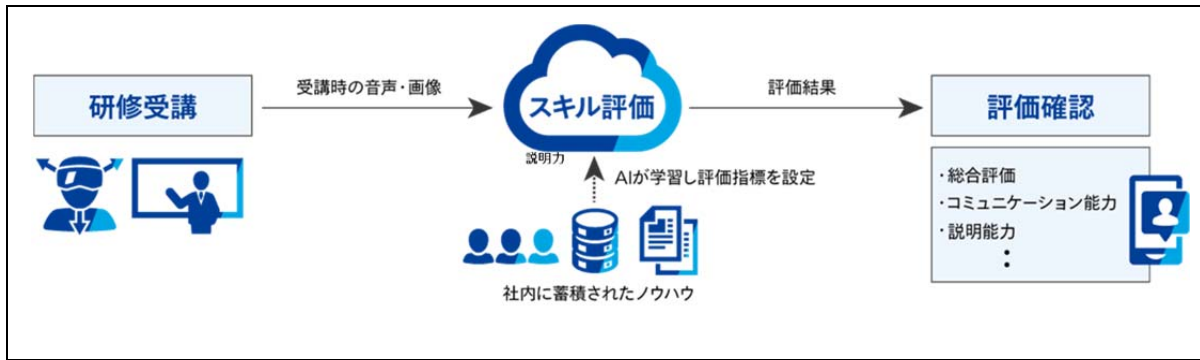 研修受講
受講時の音声・画像
スキル評価
説明力
評価結果
評価確認
AIが学習し評価指標を設定
社内に蓄積されたノウハウ
・総合評価
・コミュニケーション能力
・説明能力
：